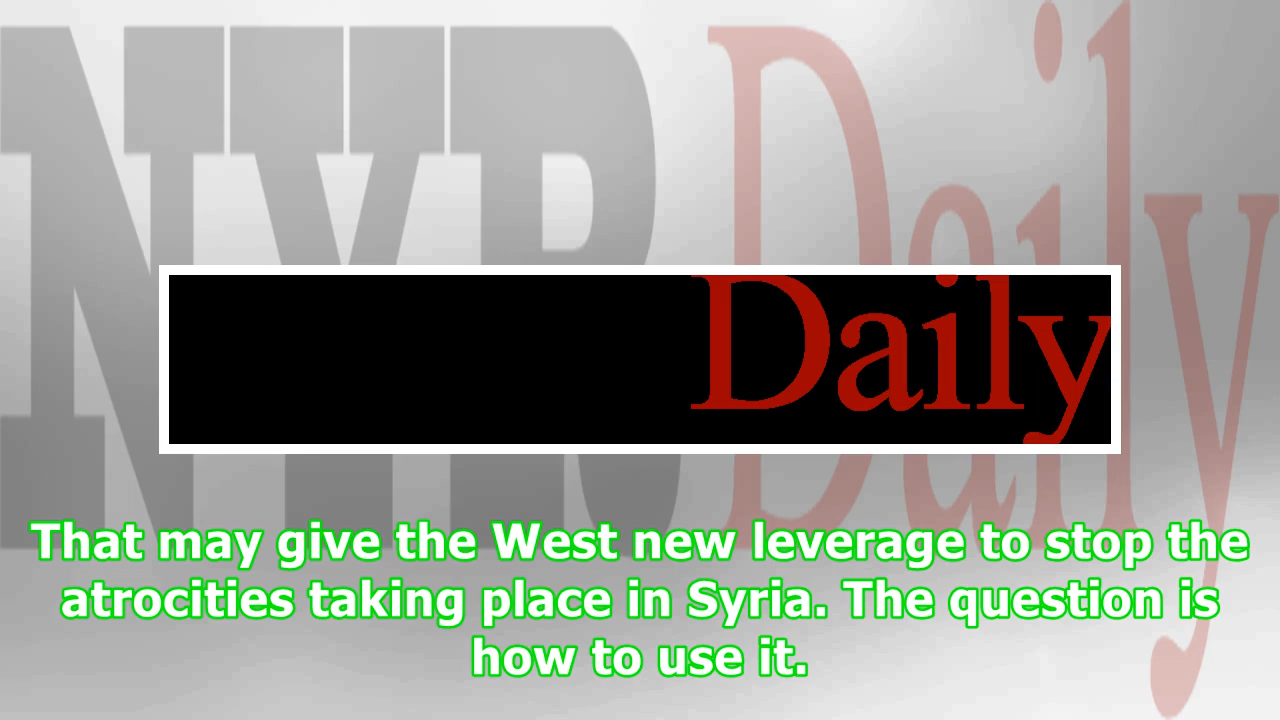 NYR Daily
Daily
That may give the West new leverage to stop the
atrocities taking place in Syria. The question is
how to use it.